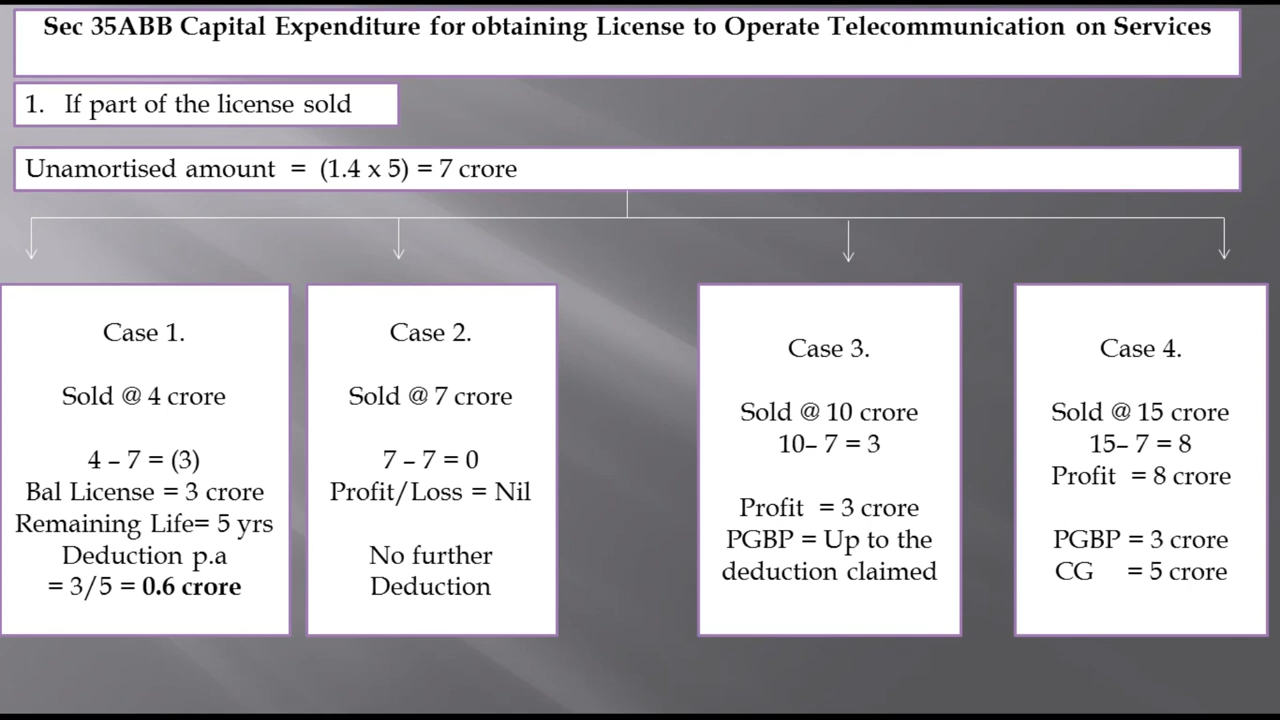 Sec 35ABB Capital Expenditure for obtaining License to Operate Telecommunication on Services
1. If part of the license sold
Unamortised amount = (1.4 x 5) = 7 crore
Case 1.
Sold @ 4 crore
4 – 7 = (3)
Bal License = 3 crore
Remaining Life= 5 yrs
Deduction p.a
= 3/5 = 0.6 crore
Case 2.
Sold @ 7 crore
7 – 7 = 0
Profit/Loss = Nil
No further
Deduction
Case 3.
Sold @ 10 crore
10– 7 = 3
Profit = 3 crore
PGBP = Up to the
deduction claimed
Case 4.
Sold @ 15 crore
15– 7 = 8
Profit = 8 crore
PGBP = 3 crore
CG = 5 crore